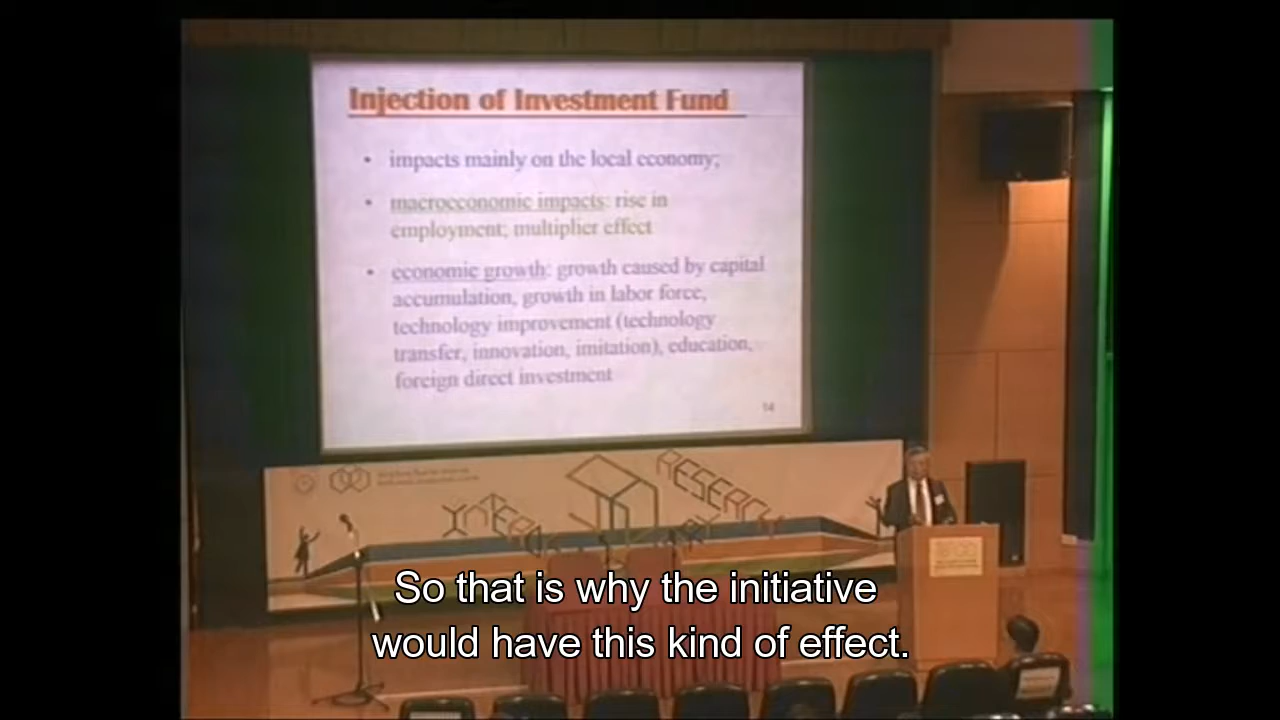 Injection of Investment Fund
• impacts mainly on the local economy;
• macroeconomic impacts: rise in
employment; multiplier effect
• economic growth: growth caused by capital
accumulation, growth in labor force,
technology improvement (technology
transfer, innovation, imitation), education,
foreign direct investment
14
So that is why the initiative
would have this kind of effect.